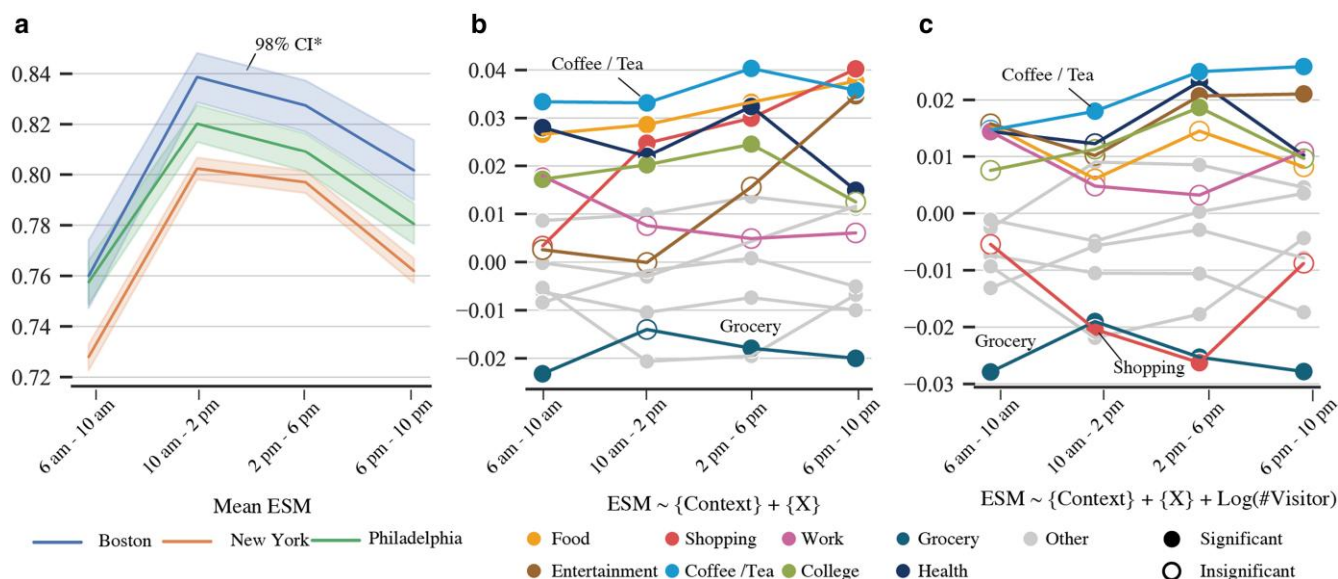 a
98% CI*
0.84
0.82
0.80
0.78
0.76
0.74
0.72
6 am - 10 am
10 am - 2 pm
2 pm - 6 pm
6 pm - 10 pm
Mean ESM
Boston
New York
Philadelphia
b
Coffee / Tea
0.04
0.03
0.02
0.01
0.00
−0.01
−0.02
Grocery
6 am - 10 am
10 am - 2 pm
2 pm - 6 pm
6 pm - 10 pm
ESM ~ {Context} + {X}
c
Coffee / Tea
0.02
0.01
0.00
−0.01
−0.02
−0.03
Grocery
Shopping
6 am - 10 am
10 am - 2 pm
2 pm - 6 pm
6 pm - 10 pm
ESM ~ {Context} + {X} + Log(#Visitor)
Food
Shopping
Work
Grocery
Other
Significant
Entertainment
Coffee /Tea
College
Health
Insignificant